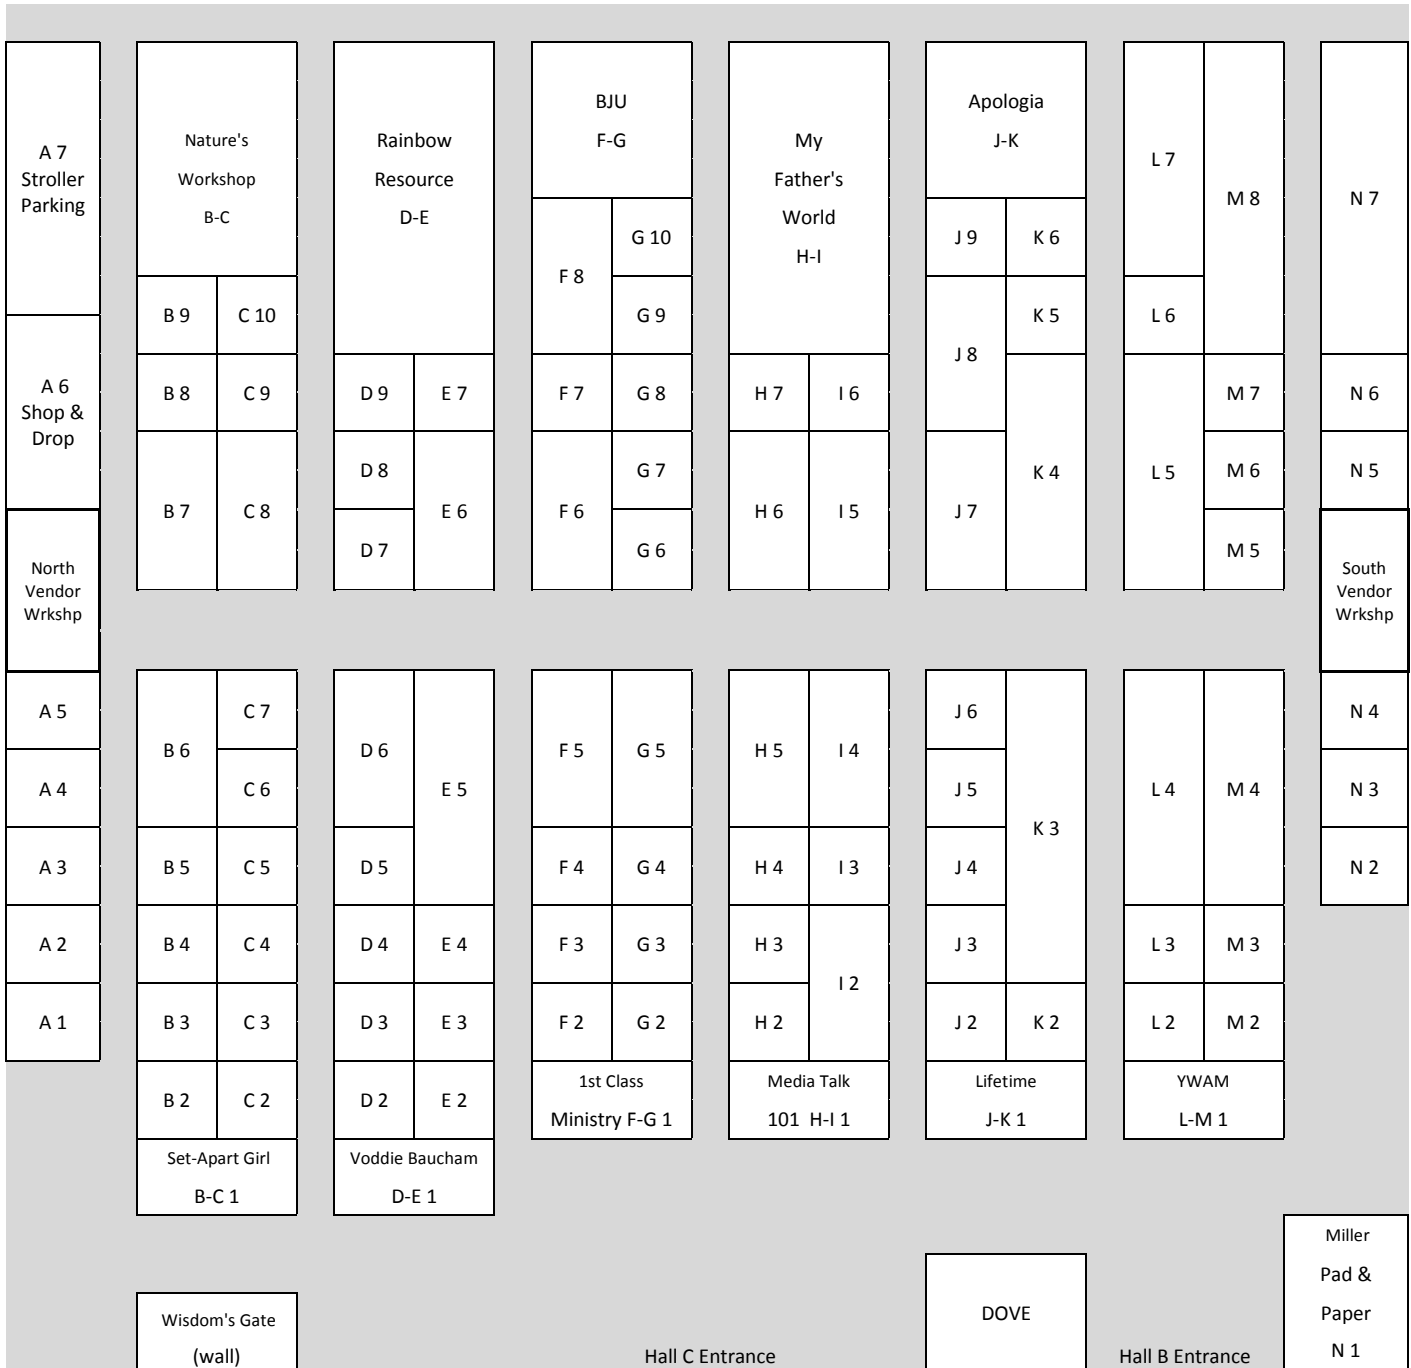 A 7
Stroller
Parking
A 6
Shop &
Drop
North
Vendor
Wrkshp
A 5
A 4
A 3
A 2
A 1
Nature's
Workshop
B-C
B 9
C 10
B 8
C 9
B 7
C 8
B 6
C 7
C 6
B 5
C 5
B 4
C 4
B 3
C 3
B 2
C 2
Set-Apart Girl
B-C 1
Wisdom's Gate
(wall)
Rainbow
Resource
D-E
D 9
E 7
D 8
E 6
D 7
D 6
E 5
D 5
D 4
E 4
D 3
E 3
D 2
E 2
Voddie Baucham
D-E 1
BJU
F-G
F 8
G 10
G 9
F 7
G 8
F 6
G 7
G 6
F 5
G 5
F 4
G 4
F 3
G 3
F 2
G 2
1st Class
Ministry F-G 1
Hall C Entrance
My
Father's
World
H-I
H 7
I 6
H 6
I 5
H 5
I 4
H 4
I 3
H 3
I 2
H 2
Media Talk
101 H-I 1
Apologia
J-K
J 9
K 6
J 8
K 5
K 4
J 7
J 6
K 3
J 5
J 4
J 3
J 2
K 2
Lifetime
J-K 1
DOVE
L 7
M 8
L 6
L 5
M 7
M 6
M 5
L 4
M 4
L 3
M 3
L 2
M 2
YWAM
L-M 1
Hall B Entrance
N 7
N 6
N 5
South
Vendor
Wrkshp
N 4
N 3
N 2
Miller
Pad &
Paper
N 1